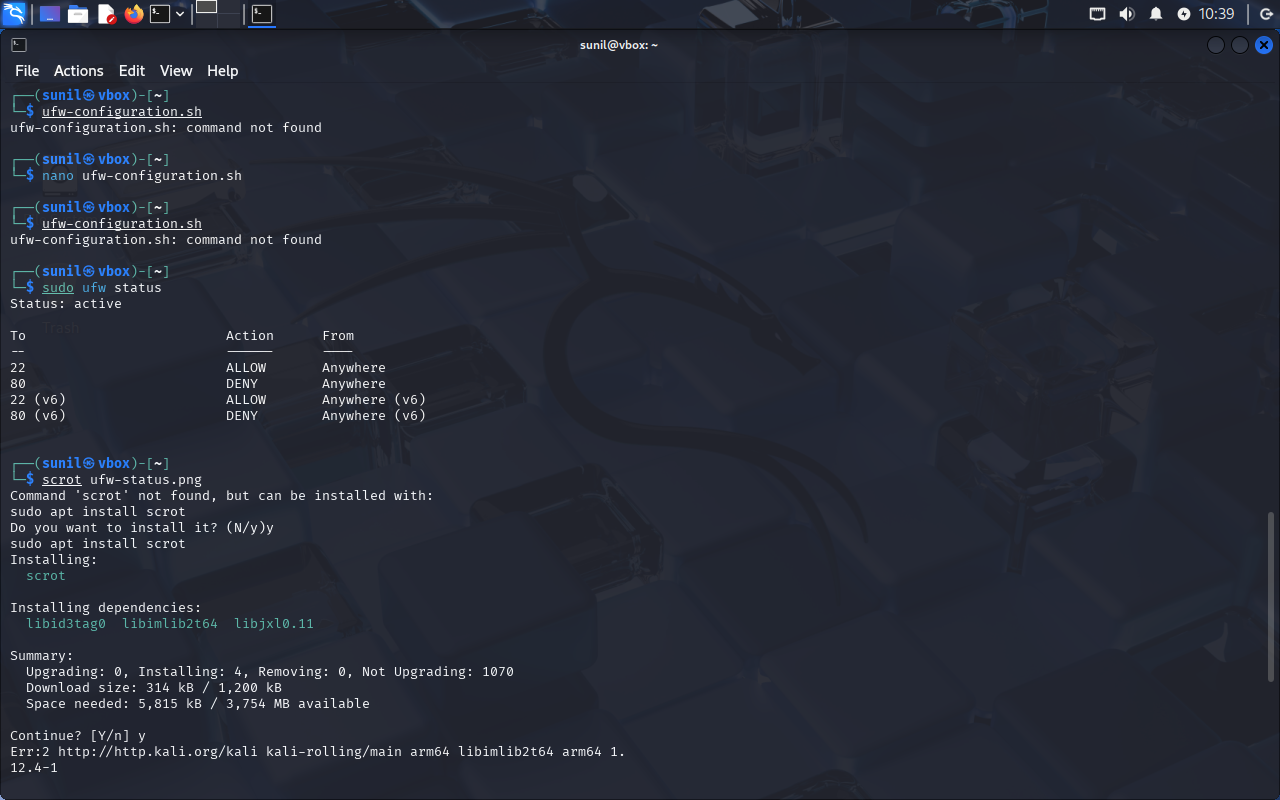 10:39
sunil@vbox: ~
File Actions Edit View Help
┌──(sunil㉿vbox)-[~]
└─$ ufw-configuration.sh
ufw-configuration.sh: command not found
┌──(sunil㉿vbox)-[~]
└─$ nano ufw-configuration.sh
┌──(sunil㉿vbox)-[~]
└─$ ufw-configuration.sh
ufw-configuration.sh: command not found
┌──(sunil㉿vbox)-[~]
└─$ sudo ufw status
Status: active
Trash
To Action From
-- ------ ----
22 ALLOW Anywhere
80 DENY Anywhere
22 (v6) ALLOW Anywhere (v6)
80 (v6) DENY Anywhere (v6)
┌──(sunil㉿vbox)-[~]
└─$ scrot ufw-status.png
Command 'scrot' not found, but can be installed with:
sudo apt install scrot
Do you want to install it? (N/y)y
sudo apt install scrot
Installing:
scrot
Installing dependencies:
libid3tag0 libimlib2t64 libjxl0.11
Summary:
Upgrading: 0, Installing: 4, Removing: 0, Not Upgrading: 1070
Download size: 314 kB / 1,200 kB
Space needed: 5,815 kB / 3,754 MB available
Continue? [Y/n] y
Err:2 http://http.kali.org/kali kali-rolling/main arm64 libimlib2t64 arm64 1.
12.4-1